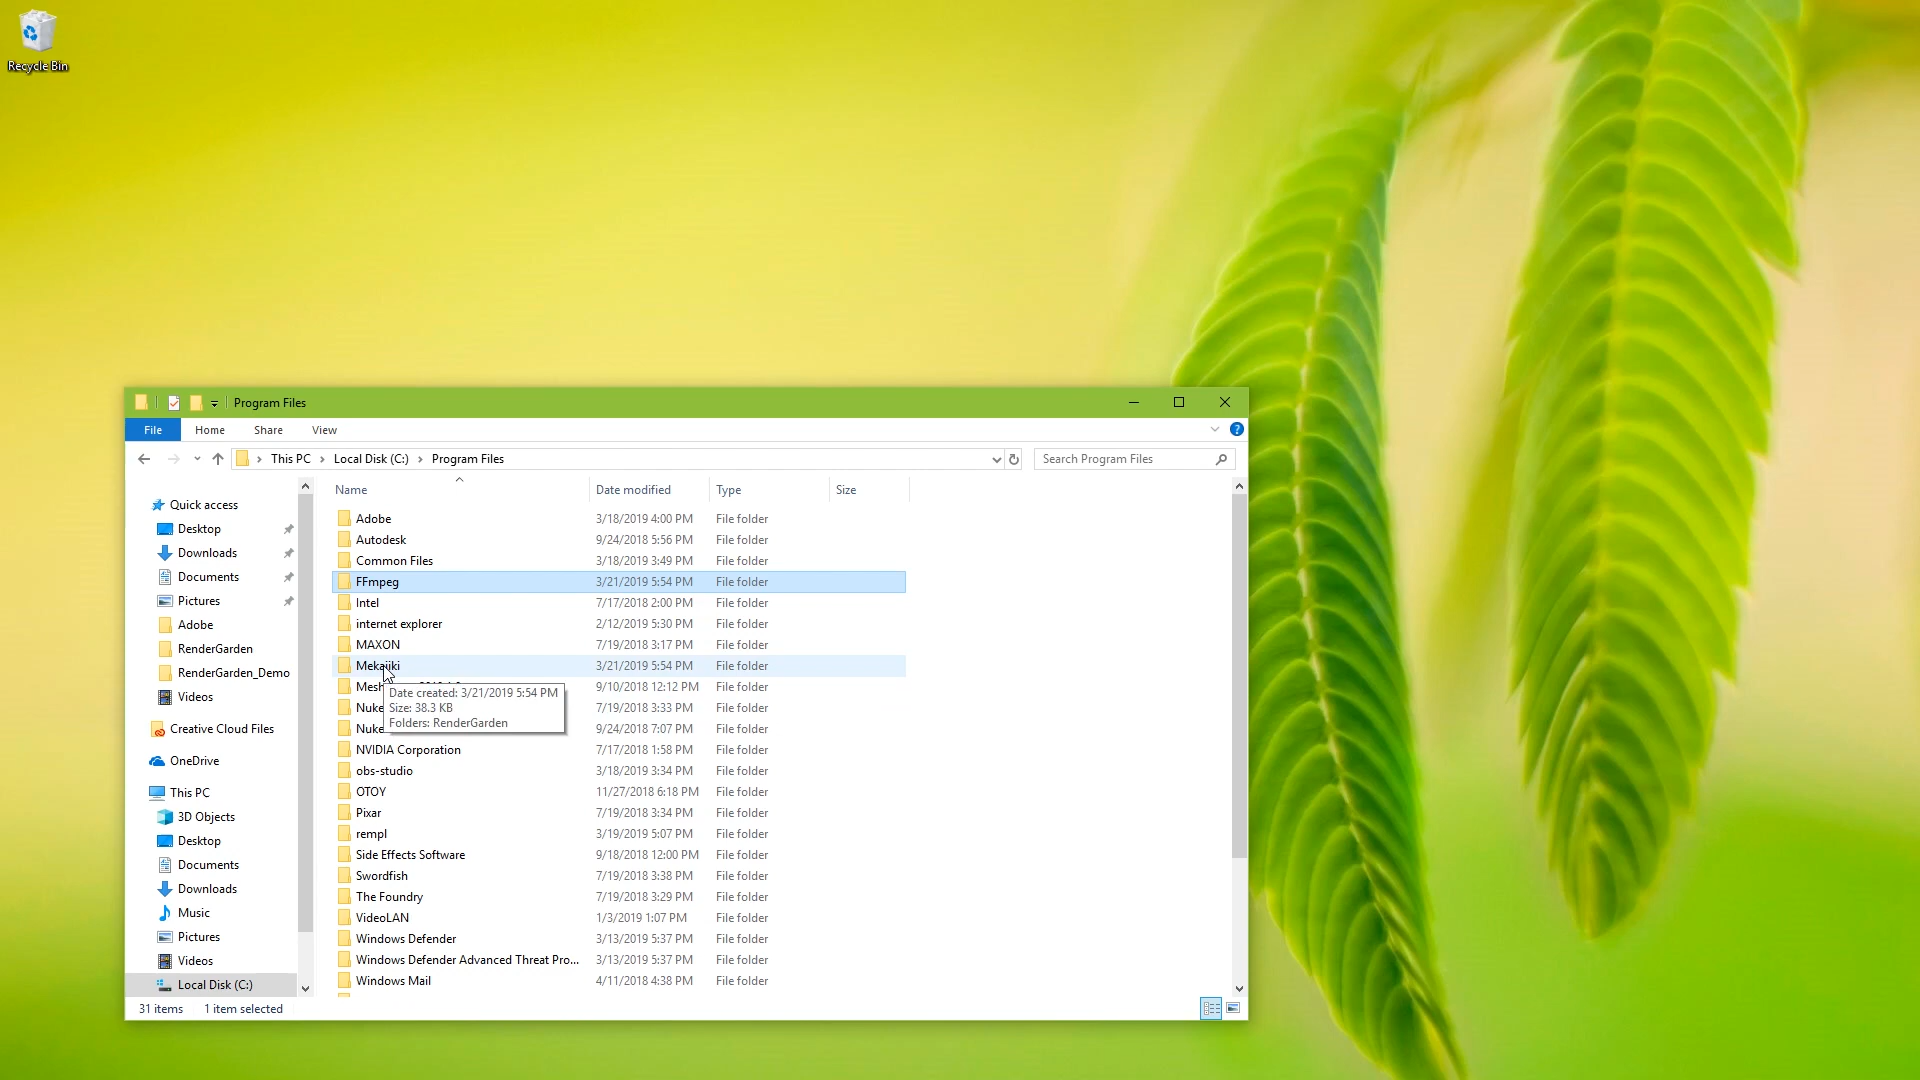 Recycle Bin
Program Files
File Home Share View
This PC Local Disk (C:) Program Files
Search Program Files
Name Date modified Type Size
Quick access
Desktop
Downloads
Documents
Pictures
Adobe
RenderGarden
RenderGarden_Demo
Videos
Creative Cloud Files
OneDrive
This PC
3D Objects
Desktop
Documents
Downloads
Music
Pictures
Videos
Local Disk (C:)
Adobe 3/18/2019 4:00 PM File folder
Autodesk 9/24/2018 5:56 PM File folder
Common Files 3/18/2019 3:49 PM File folder
FFmpeg 3/21/2019 5:54 PM File folder
Intel 7/17/2018 2:00 PM File folder
internet explorer 2/12/2019 5:30 PM File folder
MAXON 7/19/2018 3:17 PM File folder
Mekajiki 3/21/2019 5:54 PM File folder
Mesh 9/10/2018 12:12 PM File folder
Nuke 7/19/2018 3:33 PM File folder
Nuke 9/24/2018 7:07 PM File folder
Date created: 3/21/2019 5:54 PM
Size: 38.3 KB
Folders: RenderGarden
NVIDIA Corporation 7/17/2018 1:58 PM File folder
obs-studio 3/18/2019 3:34 PM File folder
OTOY 11/27/2018 6:18 PM File folder
Pixar 7/19/2018 3:34 PM File folder
rempl 3/19/2019 5:07 PM File folder
Side Effects Software 9/18/2018 12:00 PM File folder
Swordfish 7/19/2018 3:38 PM File folder
The Foundry 7/19/2018 3:29 PM File folder
VideoLAN 1/3/2019 1:07 PM File folder
Windows Defender 3/13/2019 5:37 PM File folder
Windows Defender Advanced Threat Pro... 3/13/2019 5:37 PM File folder
Windows Mail 4/11/2018 4:38 PM File folder
31 items 1 item selected